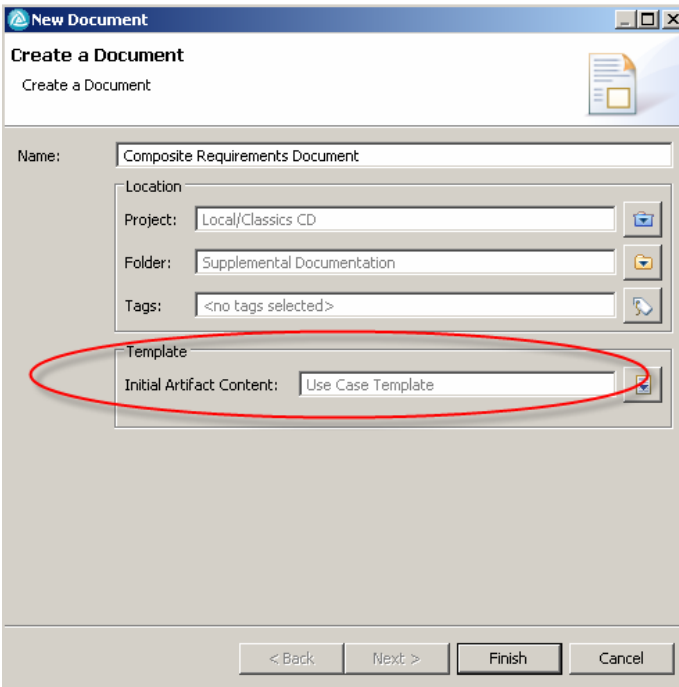 New Document
Create a Document
Create a Document
Name: Composite Requirements Document
Location
Project: Local/Classics CD
Folder: Supplemental Documentation
Tags: <no tags selected>
Template
Initial Artifact Content: Use Case Template
< Back Next > Finish Cancel